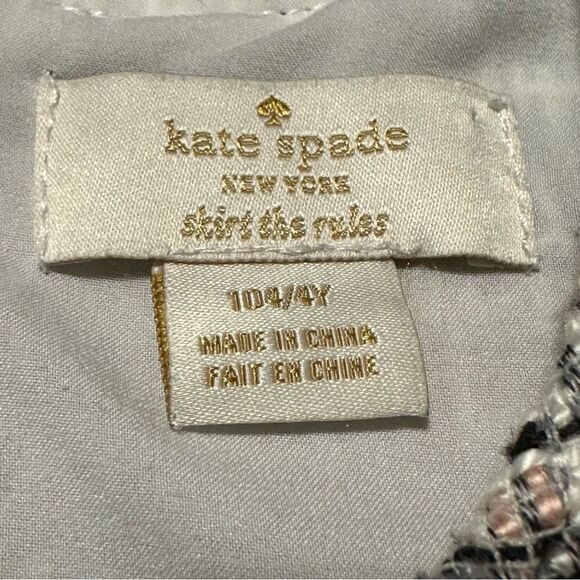 kate spade
NEW YORK
skirt the rules
104/4Y
MADE IN CHINA
FAIT EN CHINE